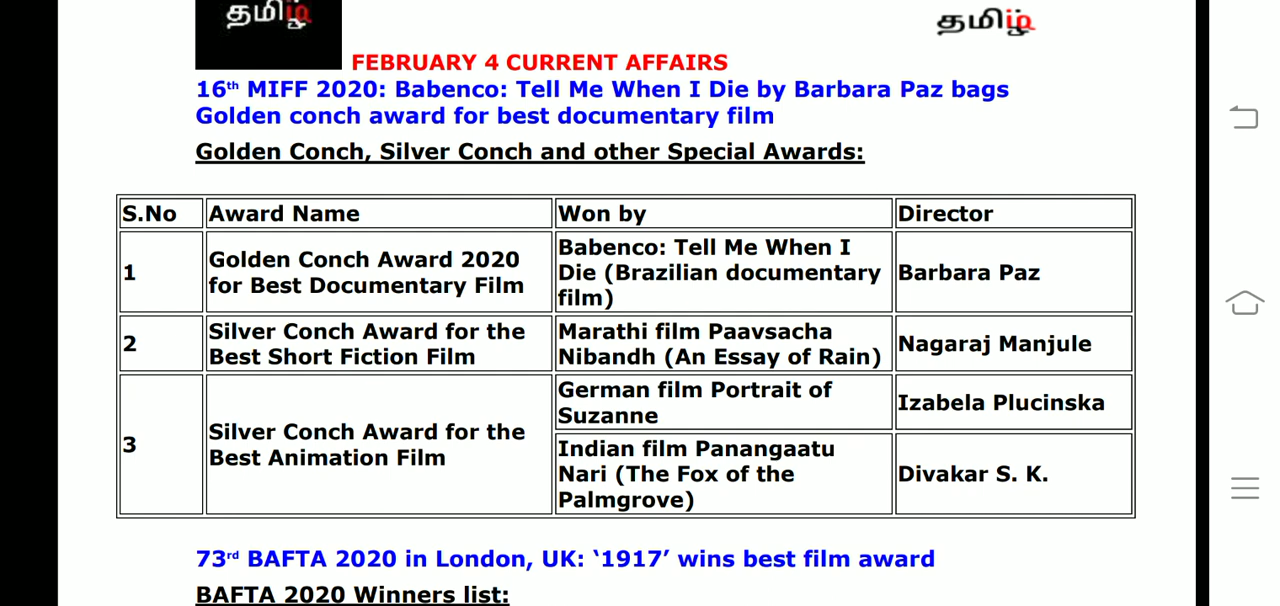 தமிழ்
தமிழ்
FEBRUARY 4 CURRENT AFFAIRS
16th MIFF 2020: Babenco: Tell Me When I Die by Barbara Paz bags
Golden conch award for best documentary film
Golden Conch, Silver Conch and other Special Awards:
S.No Award Name Won by Director
1 Golden Conch Award 2020 for Best Documentary Film Babenco: Tell Me When I Die (Brazilian documentary film) Barbara Paz
2 Silver Conch Award for the Best Short Fiction Film Marathi film Paavsacha Nibandh (An Essay of Rain) Nagaraj Manjule
3 Silver Conch Award for the Best Animation Film German film Portrait of Suzanne Izabela Plucinska
Indian film Panangaatu Nari (The Fox of the Palmgrove) Divakar S. K.
73rd BAFTA 2020 in London, UK: ‘1917’ wins best film award
BAFTA 2020 Winners list: